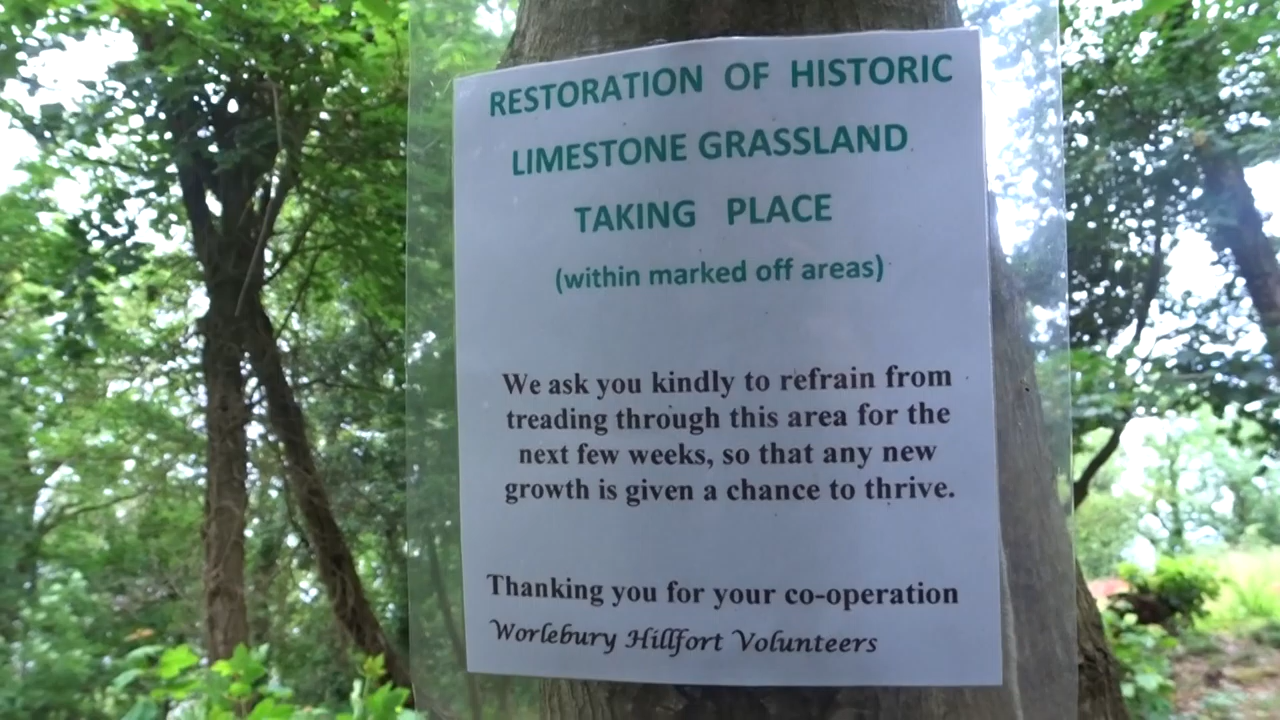 RESTORATION OF HISTORIC
LIMESTONE GRASSLAND
TAKING PLACE
(within marked off areas)
We ask you kindly to refrain from
treading through this area for the
next few weeks, so that any new
growth is given a chance to thrive.
Thanking you for your co-operation
Worlebury Hillfort Volunteers